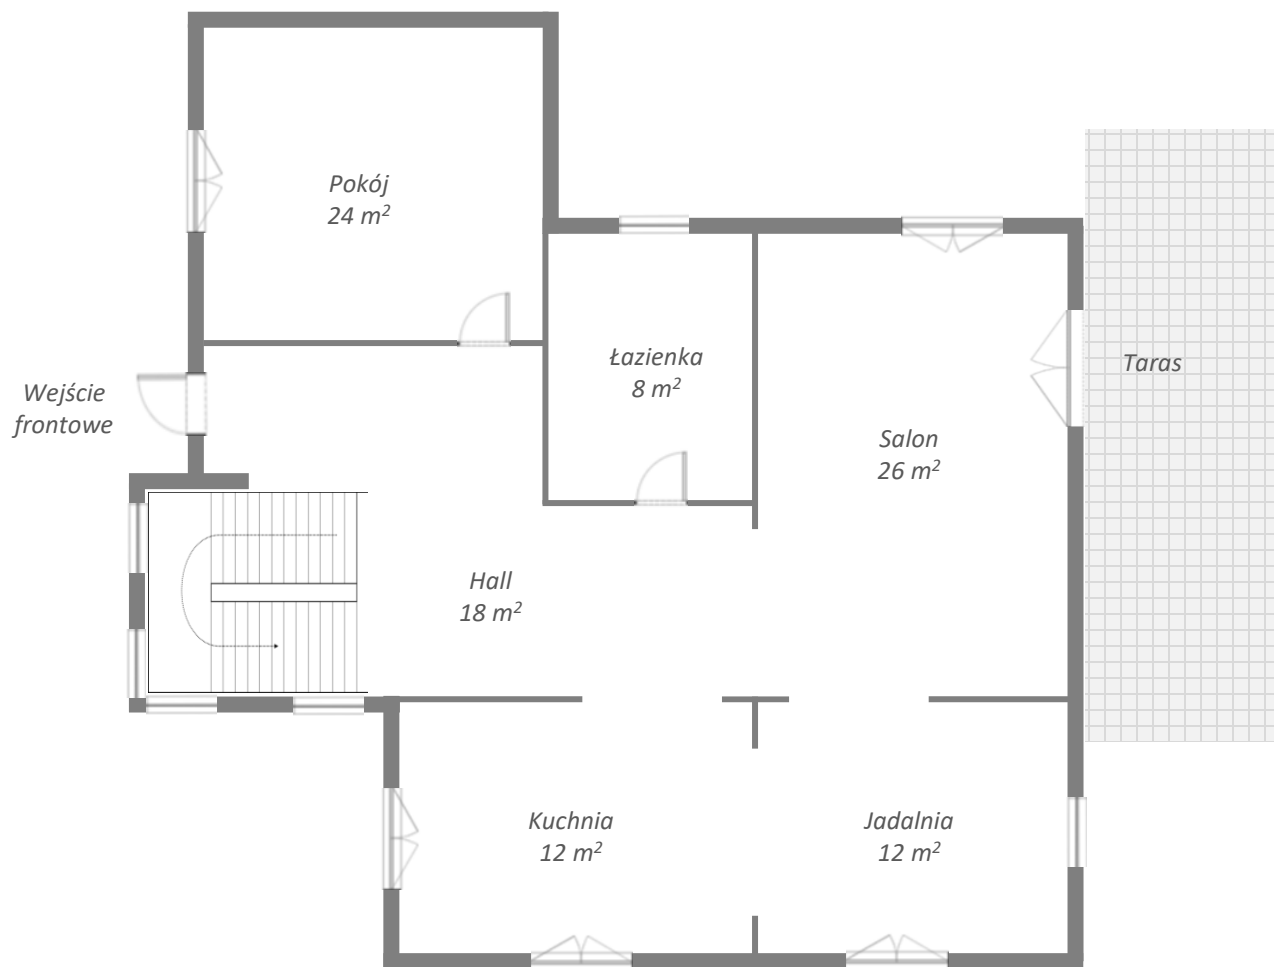 Pokój
24 m²
Wejście
frontowe
Łazienka
8 m²
Taras
Salon
26 m²
Hall
18 m²
Kuchnia
12 m²
Jadalnia
12 m²